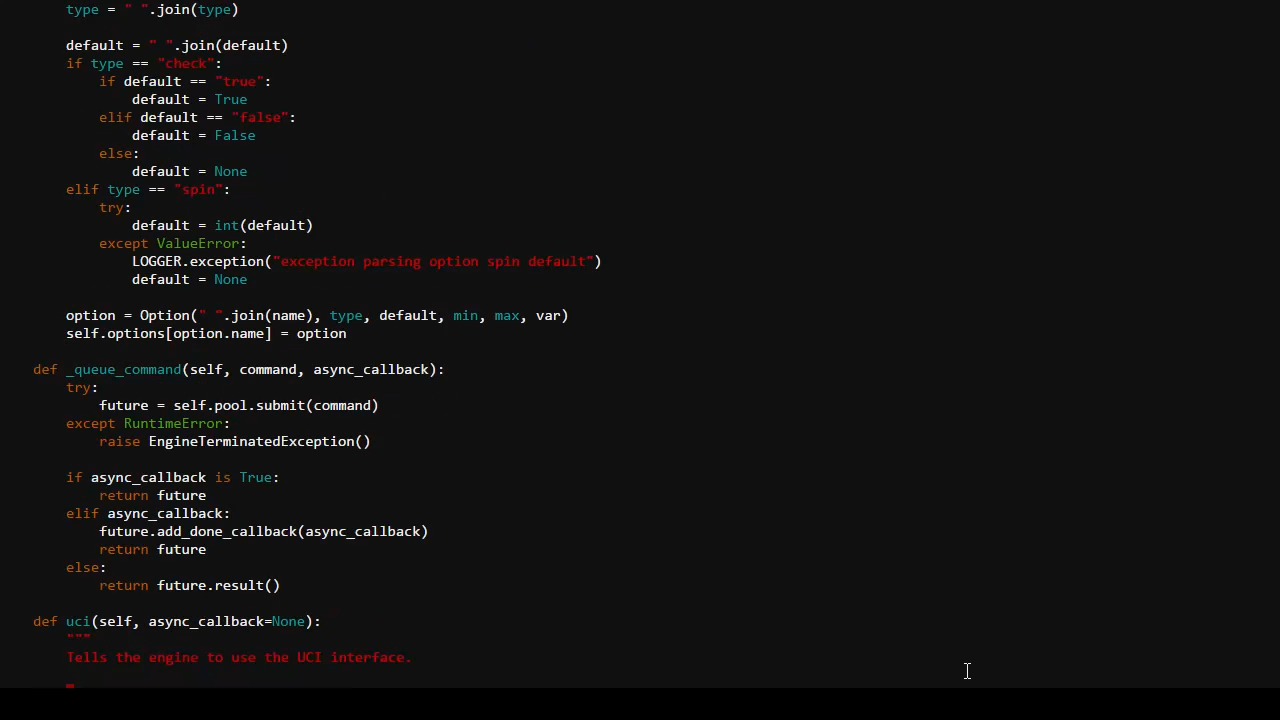 type = " ".join(type)
default = " ".join(default)
if type == "check":
if default == "true":
default = True
elif default == "false":
default = False
else:
default = None
elif type == "spin":
try:
default = int(default)
except ValueError:
LOGGER.exception("exception parsing option spin default")
default = None
option = Option(" ".join(name), type, default, min, max, var)
self.options[option.name] = option
def _queue_command(self, command, async_callback):
try:
future = self.pool.submit(command)
except RuntimeError:
raise EngineTerminatedException()
if async_callback is True:
return future
elif async_callback:
future.add_done_callback(async_callback)
return future
else:
return future.result()
def uci(self, async_callback=None):
"""
Tells the engine to use the UCI interface.